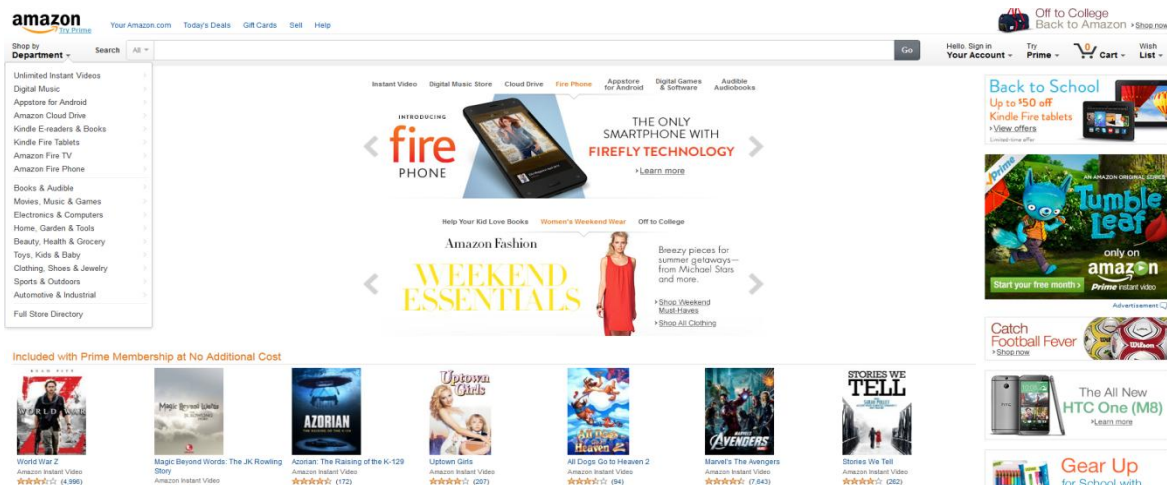 amazon
Try Prime
Your Amazon.com Today's Deals Gift Cards Sell Help
Off to College
Back to Amazon Shop now
Shop by
Department
Search All
Go
Hello. Sign in
Your Account
Try
Prime
0
Cart
Wish
List
Unlimited Instant Videos
Digital Music
Appstore for Android
Amazon Cloud Drive
Kindle E-readers & Books
Kindle Fire Tablets
Amazon Fire TV
Amazon Fire Phone
Books & Audible
Movies, Music & Games
Electronics & Computers
Home, Garden & Tools
Beauty, Health & Grocery
Toys, Kids & Baby
Clothing, Shoes & Jewelry
Sports & Outdoors
Automotive & Industrial
Full Store Directory
Instant Video Digital Music Store Cloud Drive Fire Phone Appstore for Android Digital Games & Software Audible Audiobooks
INTRODUCING
fire
PHONE
THE ONLY
SMARTPHONE WITH
FIREFLY TECHNOLOGY
Learn more
Help Your Kid Love Books Women's Weekend Wear Off to College
Amazon Fashion
WEEKEND
ESSENTIALS
Breezy pieces for
summer getaways—
from Michael Stars
and more.
Shop Weekend
Must-Haves
Shop All Clothing
Back to School
Up to $50 off
Kindle Fire tablets
View offers
Limited-time offer
Prime
AN AMAZON ORIGINAL SERIES
Tumble
Leaf
only on
amazon
Prime instant video
Start your free month
Advertisement
Catch
Football Fever
Shop now
Wilson
The All New
HTC One (M8)
Learn more
Gear Up
for School with
Included with Prime Membership at No Additional Cost
BRAD PITT
WORLD WAR
Z
World War Z
Amazon Instant Video
(4,996)
Magic Beyond Words
Magic Beyond Words: The JK Rowling
Story
Amazon Instant Video
AZORIAN
THE RAISING OF THE K-129
Azorian: The Raising of the K-129
Amazon Instant Video
(172)
Uptown
Girls
Uptown Girls
Amazon Instant Video
(207)
All Dogs Go to
Heaven 2
All Dogs Go to Heaven 2
Amazon Instant Video
(94)
MARVEL'S THE
AVENGERS
Marvel's The Avengers
Amazon Instant Video
(7,643)
STORIES WE
TELL
Stories We Tell
Amazon Instant Video
(262)